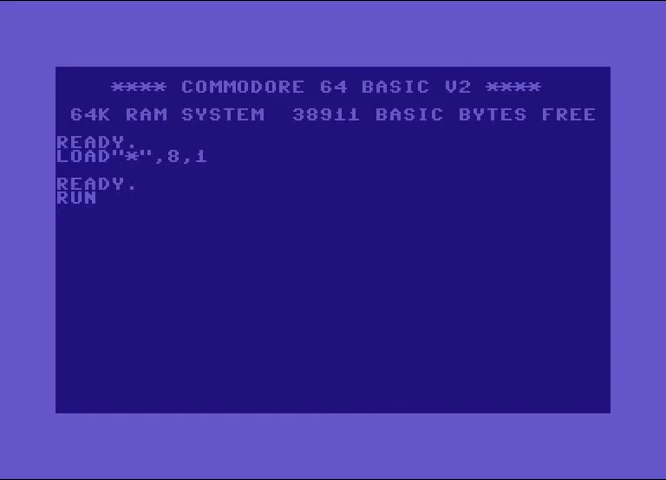 **** COMMODORE 64 BASIC V2 ****
64K RAM SYSTEM  38911 BASIC BYTES FREE
READY.
LOAD"*",8,1
READY.
RUN